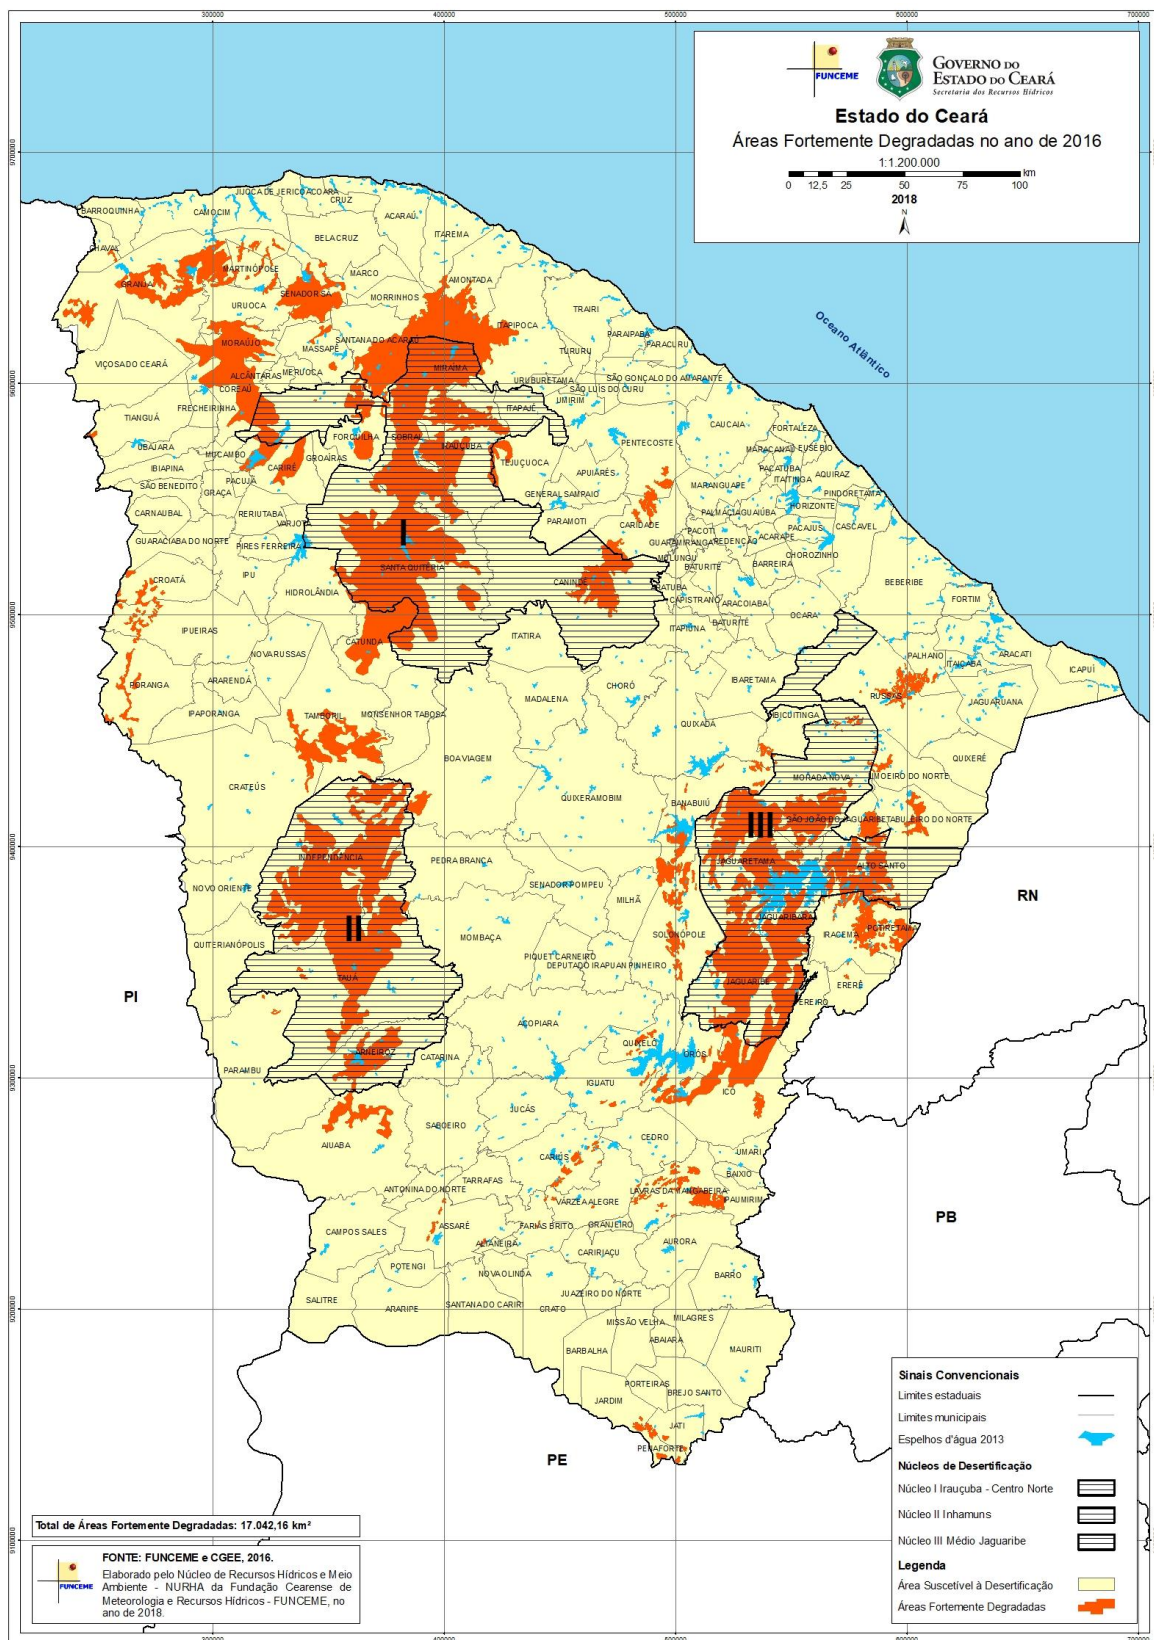 300000
400000
500000
600000
700000
FUNCEME
GOVERNO DO
ESTADO DO CEARÁ
Secretaria dos Recursos Hídricos
Estado do Ceará
Áreas Fortemente Degradadas no ano de 2016
1:1.200.000
0 12,5 25 50 75 100 km
2018
N
9700000
9600000
9500000
9400000
9300000
9200000
9100000
Oceano Atlântico
JIJOCA DE JERICOACOARA
CRUZ
BARROQUINHA
CAMOCIM
ACARAÚ
ITAREMA
BELA CRUZ
CHAVAL
MARTINÓPOLE
MARCO
AMONTADA
GRANJA
SENADOR SÁ
MORRINHOS
URUOCA
TRAIRI
ITAPIPOCA
PARAIPABA
SANTANA DO ACARAÚ
MORAÚJO
MASSAPÊ
TURURU
PARACURU
VIÇOSA DO CEARÁ
MERUOCA
MIRAÍMA
ALCÂNTARAS
URUBURETAMA
SÃO GONÇALO DO AMARANTE
COREAÚ
SÃO LUÍS DO CURU
UMIRIM
FRECHEIRINHA
ITAPAJÉ
TIANGUÁ
CAUCAIA
FORTALEZA
FORQUILHA
SOBRAL
IRAUÇUBA
PENTECOSTE
UBAJARA
MUCAMBO
GROAÍRAS
MARACANAÚ
EUSÉBIO
IBIAPINA
CARIRÉ
TEJUÇUOCA
APUIARÉS
PACATUBA
AQUIRAZ
ITAITINGA
SÃO BENEDITO
PACUJÁ
MARANGUAPE
GRAÇA
GENERAL SAMPAIO
PINDORETAMA
CARNAUBAL
RERIUTABA
HORIZONTE
VARJOTA
PARAMOTI
CARIDADE
PALMÁCIA
GUAIÚBA
PACAJUS
CASCAVEL
GUARACIABA DO NORTE
PIRES FERREIRA
PACOTI
ACARAPE
GUARAMIRANGA
REDENÇÃO
CHOROZINHO
MULUNGU
BARREIRA
CROATÁ
IPU
SANTA QUITÉRIA
CANINDÉ
BATURITÉ
BEBERIBE
HIDROLÂNDIA
ARATUBA
CAPISTRANO
ARACOIABA
FORTIM
OCARA
IPUEIRAS
CATUNDA
ITATIRA
ITAPIÚNA
BATURITÉ
NOVA RUSSAS
PALHANO
ITAIÇABA
ARACATI
ICAPUÍ
PORANGA
ARARENDÁ
CHORÓ
IBARETAMA
RUSSAS
MADALENA
JAGUARUANA
IPAPORANGA
TAMBORIL
MONSENHOR TABOSA
IBICUITINGA
QUIXADÁ
BOA VIAGEM
QUIXERÉ
CRATEÚS
MORADA NOVA
LIMOEIRO DO NORTE
QUIXERAMOBIM
BANABUIÚ
SÃO JOÃO DO JAGUARIBE
TABULEIRO DO NORTE
INDEPENDÊNCIA
PEDRA BRANCA
JAGUARETAMA
ALTO SANTO
NOVO ORIENTE
SENADOR POMPEU
MILHÃ
RN
JAGUARIBARA
QUITERIANÓPOLIS
MOMBAÇA
SOLONÓPOLE
IRACEMA
POTIRETAMA
PIQUET CARNEIRO
DEPUTADO IRAPUAN PINHEIRO
TAUÁ
JAGUARIBE
ERERÊ
PEREIRO
PI
ACOPIARA
QUIXELÔ
ORÓS
ARNEIROZ
CATARINA
PARAMBU
IGUATU
ICÓ
JUCÁS
SABOEIRO
AIUABA
CEDRO
UMARI
CARIÚS
BAIXIO
TARRAFAS
ANTONINA DO NORTE
LAVRAS DA MANGABEIRA
IPAUMIRIM
VÁRZEA ALEGRE
CAMPOS SALES
ASSARÉ
FARIAS BRITO
GRANJEIRO
PB
ALTANEIRA
CARIRIAÇU
AURORA
POTENGI
NOVA OLINDA
BARRO
SALITRE
JUAZEIRO DO NORTE
ARARIPE
SANTANA DO CARIRI
CRATO
MISSÃO VELHA
MILAGRES
ABAIARA
BARBALHA
MAURITI
PORTEIRAS
BREJO SANTO
JARDIM
JATI
PENAFORTE
PE
I
II
III
Sinais Convencionais
Limites estaduais
Limites municipais
Espelhos d'água 2013
Núcleos de Desertificação
Núcleo I Irauçuba - Centro Norte
Núcleo II Inhamuns
Núcleo III Médio Jaguaribe
Legenda
Área Suscetível à Desertificação
Áreas Fortemente Degradadas
Total de Áreas Fortemente Degradadas: 17.042,16 km²
FUNCEME
FONTE: FUNCEME e CGEE, 2016.
Elaborado pelo Núcleo de Recursos Hídricos e Meio
Ambiente - NURHA da Fundação Cearense de
Meteorologia e Recursos Hídricos - FUNCEME, no
ano de 2018.
300000
400000
500000
600000
700000